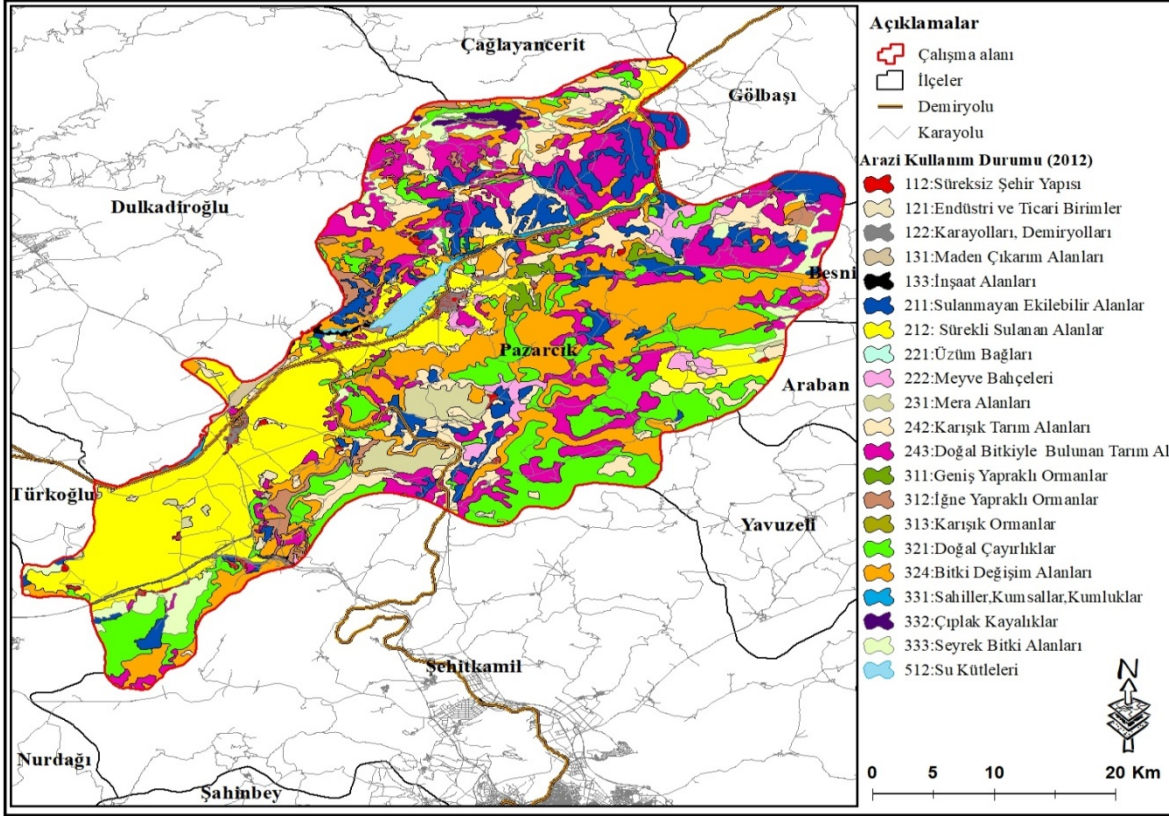 Çağlayancerit
Gölbaşı
Dulkadiroğlu
Besni
Pazarcık
Araban
Türkoğlu
Yavuzeli
Şehitkamil
Nurdağı
Şahinbey
Açıklamalar
Çalışma alanı
İlçeler
Demiryolu
Karayolu
Arazi Kullanım Durumu (2012)
112:Süreksiz Şehir Yapısı
121:Endüstri ve Ticari Birimler
122:Karayolları, Demiryolları
131:Maden Çıkarım Alanları
133:İnşaat Alanları
211:Sulanmayan Ekilebilir Alanlar
212: Sürekli Sulanan Alanlar
221:Üzüm Bağları
222:Meyve Bahçeleri
231:Mera Alanları
242:Karışık Tarım Alanları
243:Doğal Bitkiyle Bulunan Tarım Al
311:Geniş Yapraklı Ormanlar
312:İğne Yapraklı Ormanlar
313:Karışık Ormanlar
321:Doğal Çayırlıklar
324:Bitki Değişim Alanları
331:Sahiller,Kumsallar,Kumluklar
332:Çıplak Kayalıklar
333:Seyrek Bitki Alanları
512:Su Kütleleri
N
0 5 10 20 Km